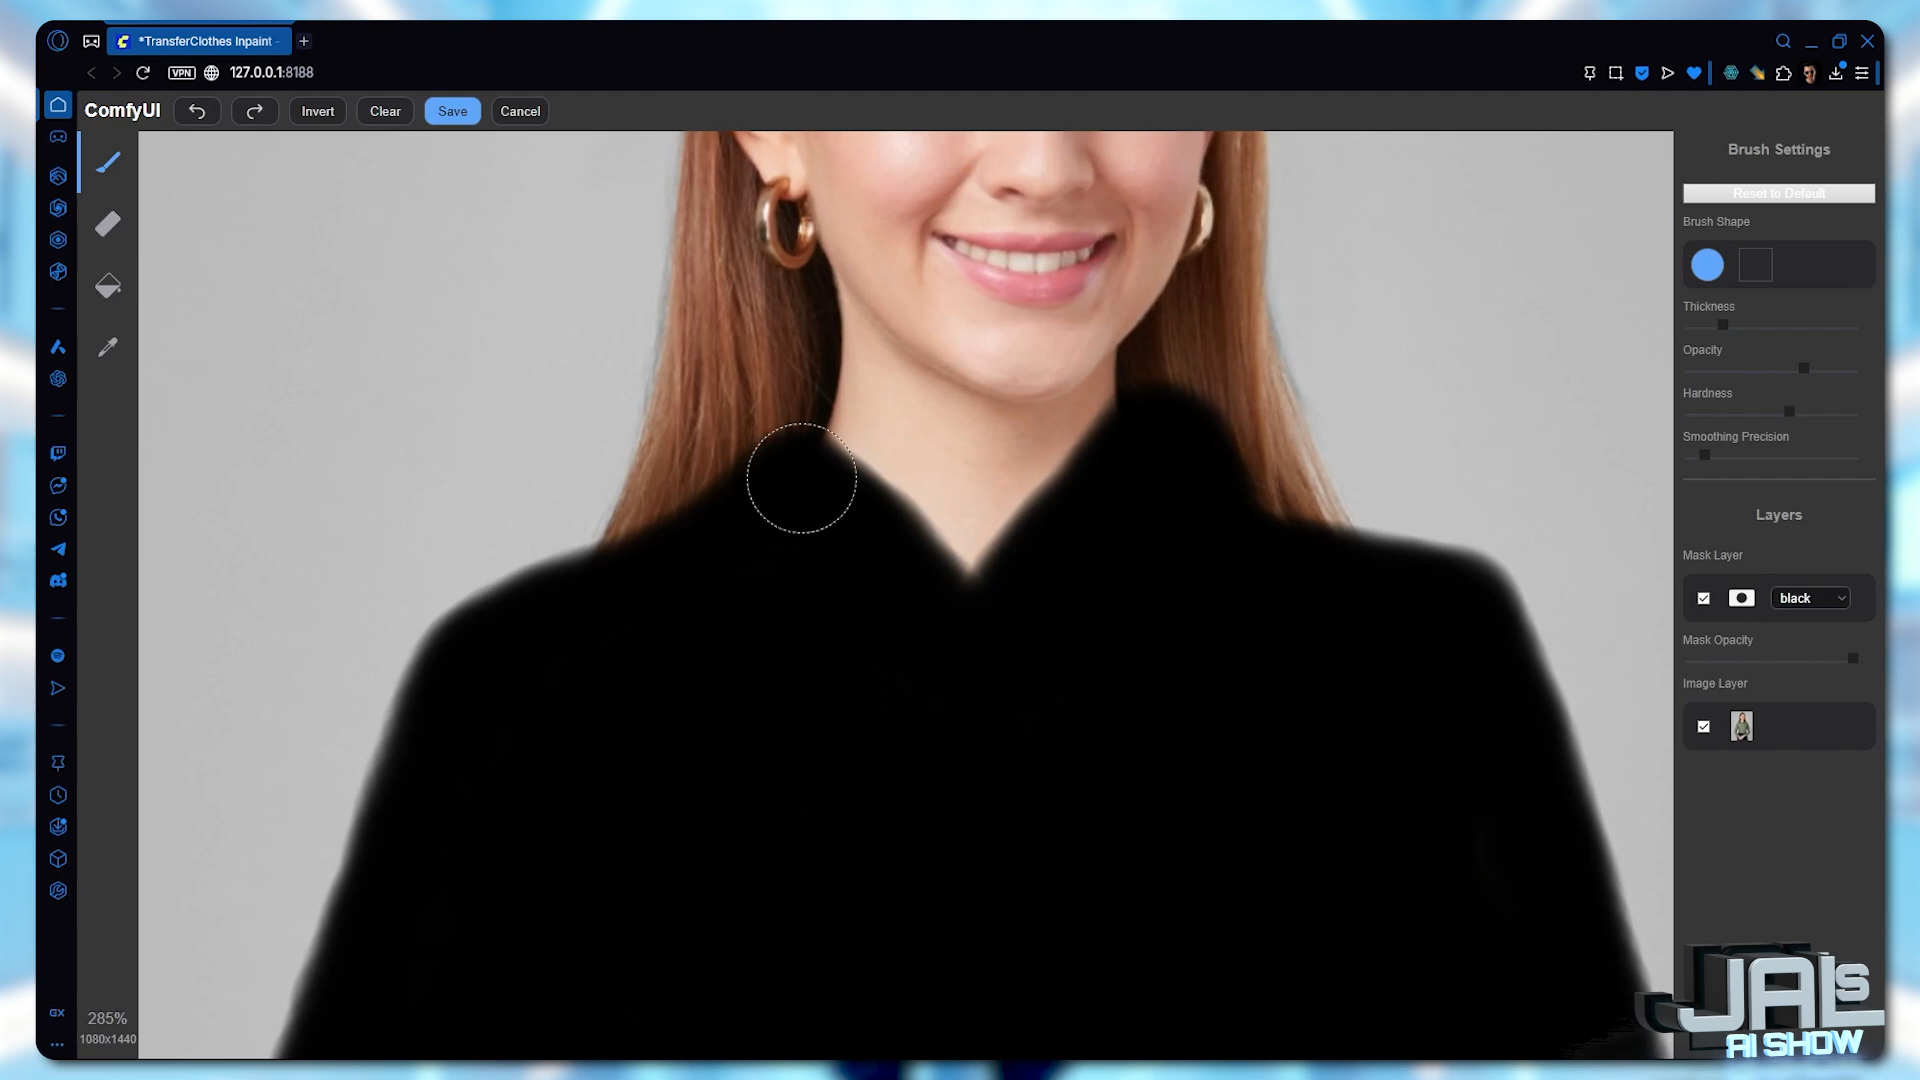 *TransferClothes Inpaint -
VPN
127.0.0.1:8188
ComfyUI
Invert
Clear
Save
Cancel
Brush Settings
Reset to Default
Brush Shape
Thickness
Opacity
Hardness
Smoothing Precision
Layers
Mask Layer
black
Mask Opacity
Image Layer
GX
285%
1080x1440
JAIs
AI SHOW